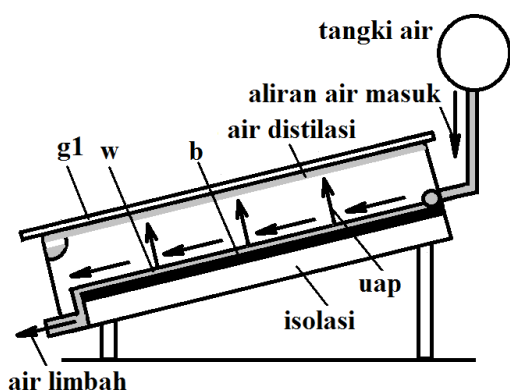 tangki air
aliran air masuk
air distilasi
g1
w
b
uap
isolasi
air limbah